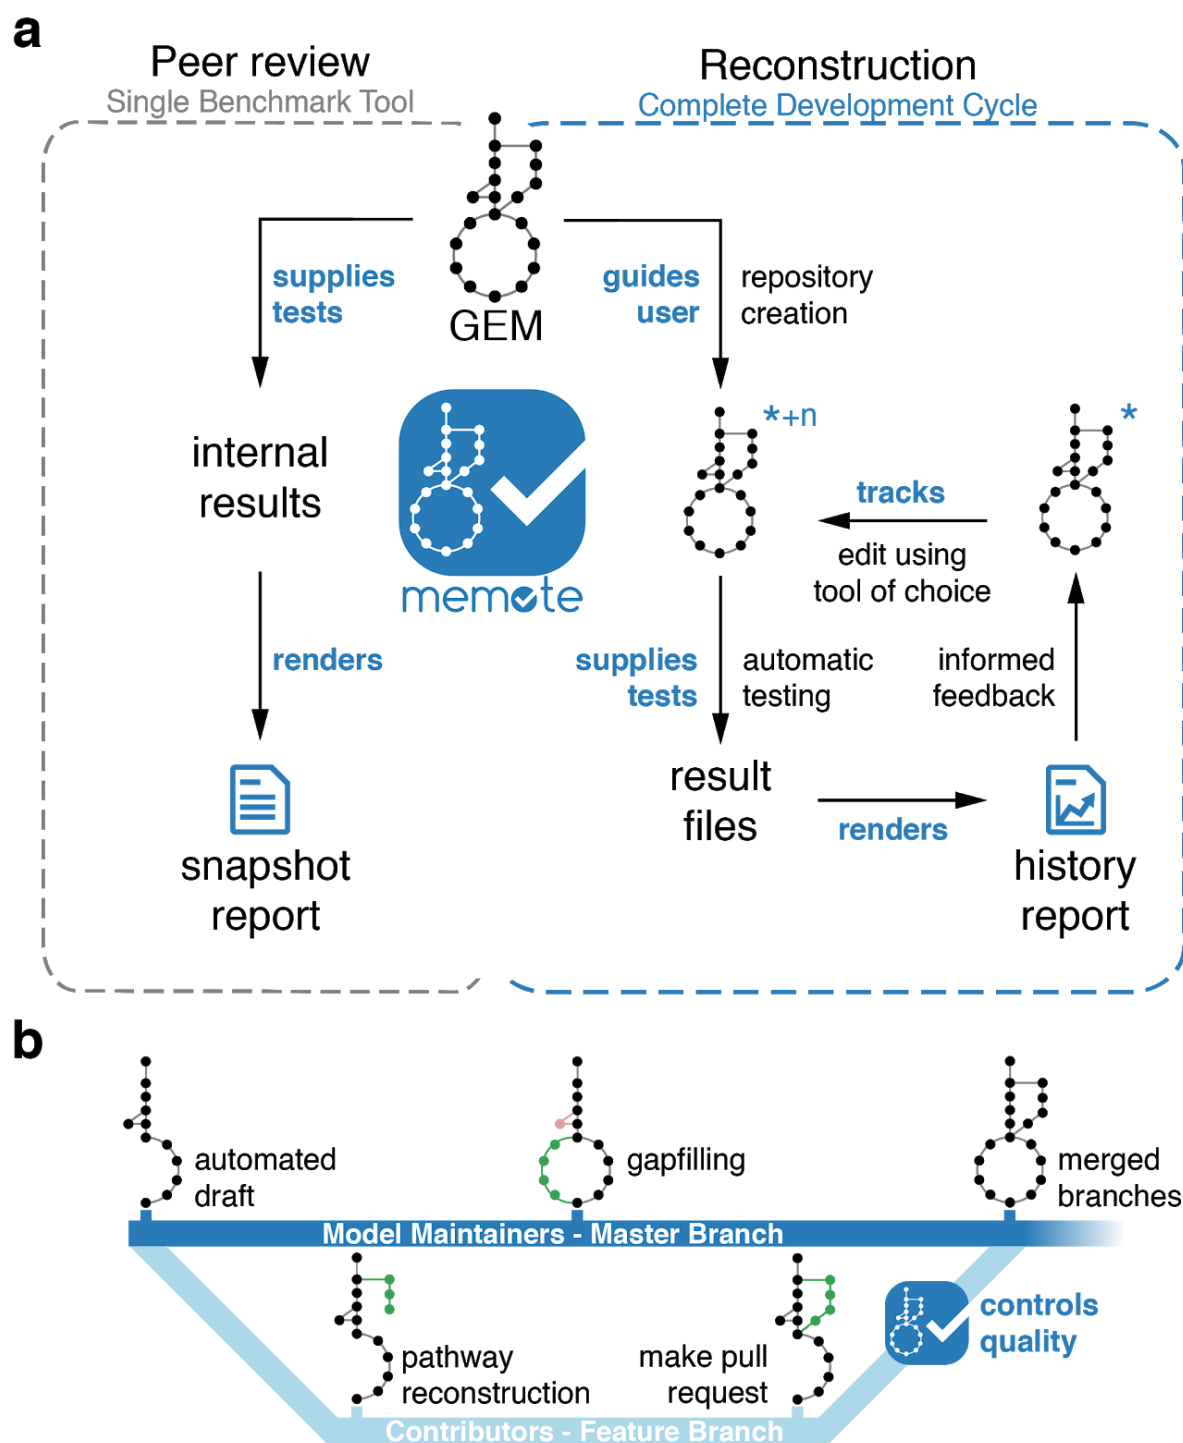 a
Peer review
Single Benchmark Tool
Reconstruction
Complete Development Cycle
supplies
tests
GEM
guides
user
repository
creation
internal
results
memote
*+n
*
tracks
edit using
tool of choice
renders
supplies
tests
automatic
testing
informed
feedback
result
files
renders
snapshot
report
history
report
b
automated
draft
gapfilling
merged
branches
Model Maintainers - Master Branch
pathway
reconstruction
make pull
request
controls
quality
Contributors - Feature Branch